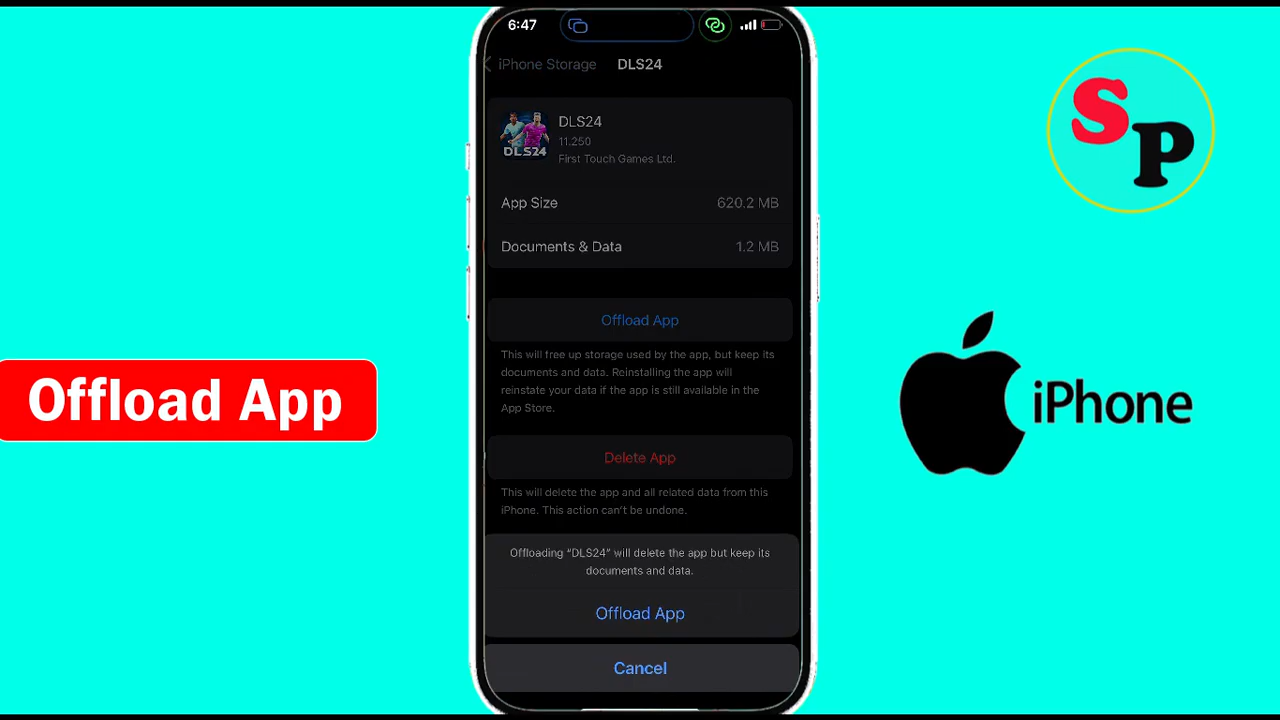 6:47
iPhone Storage
DLS24
DLS24
DLS24
11.250
First Touch Games Ltd.
App Size
620.2 MB
Documents & Data
1.2 MB
Offload App
This will free up storage used by the app, but keep its
documents and data. Reinstalling the app will
reinstate your data if the app is still available in the
App Store.
Delete App
This will delete the app and all related data from this
iPhone. This action can't be undone.
Offloading “DLS24” will delete the app but keep its
documents and data.
Offload App
Cancel
Offload App
SP
iPhone